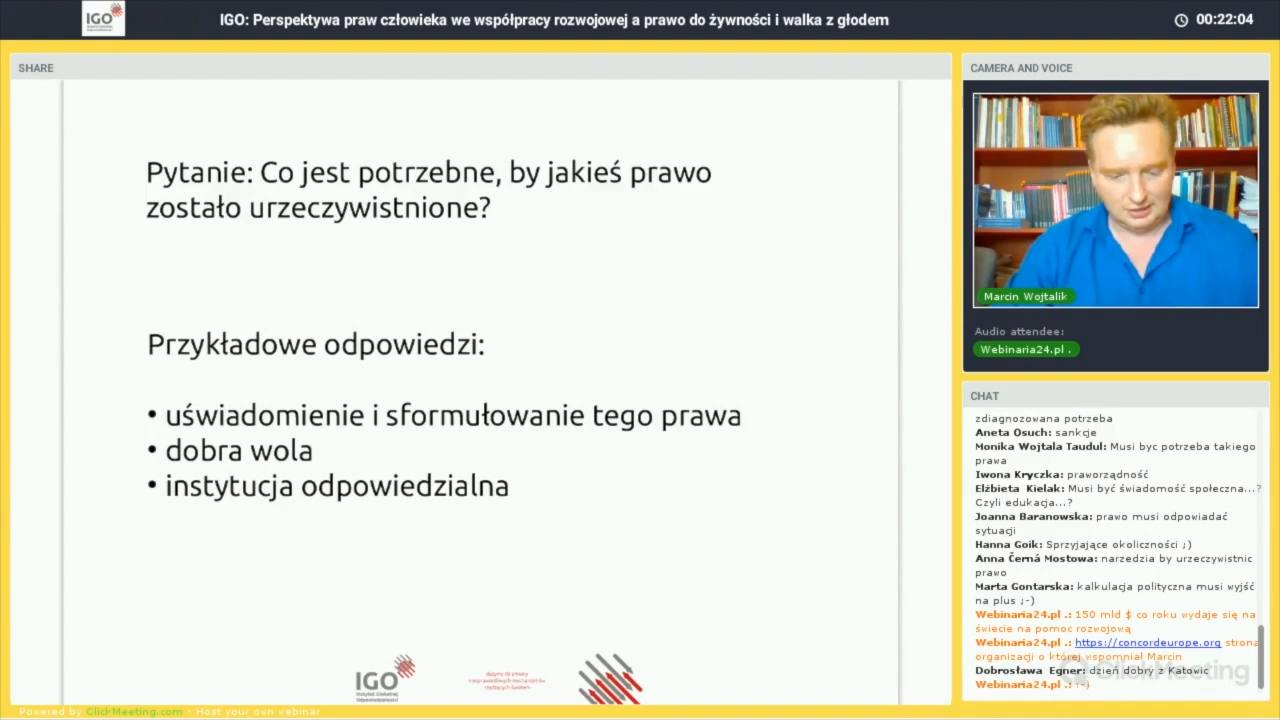 IGO
IGO: Perspektywa praw człowieka we współpracy rozwojowej a prawo do żywności i walka z głodem
00:22:04
SHARE
Pytanie: Co jest potrzebne, by jakieś prawo
zostało urzeczywistnione?
Przykładowe odpowiedzi:
• uświadomienie i sformułowanie tego prawa
• dobra wola
• instytucja odpowiedzialna
IGO
Instytut Globalnej
Odpowiedzialności
CAMERA AND VOICE
Marcin Wojtalik
Audio attendee:
Webinaria24.pl .
CHAT
zdiagnozowana potrzeba
Aneta Osuch: sankcje
Monika Wojtala Taudul: Musi byc potrzeba takiego
prawa
Iwona Kryczka: praworządność
Elżbieta Kielak: Musi być świadomość społeczna...?
Czyli edukacja...?
Joanna Baranowska: prawo musi odpowiadać
sytuacji
Hanna Goik: Sprzyjające okoliczności ;)
Anna Černá Mostowa: narzedzia by urzeczywistnic
prawo
Marta Gontarska: kalkulacja polityczna musi wyjść
na plus ;-)
Webinaria24.pl .: 150 mld $ co roku wydaje się na
świecie na pomoc rozwojową
Webinaria24.pl .: https://concordeurope.org strona
organizacji o której wspomniał Marcin
Dobrosława Egner: dzień dobry z Katowic
Webinaria24.pl .: :-)
ClickMeeting
Powered by ClickMeeting.com - Host your own webinar